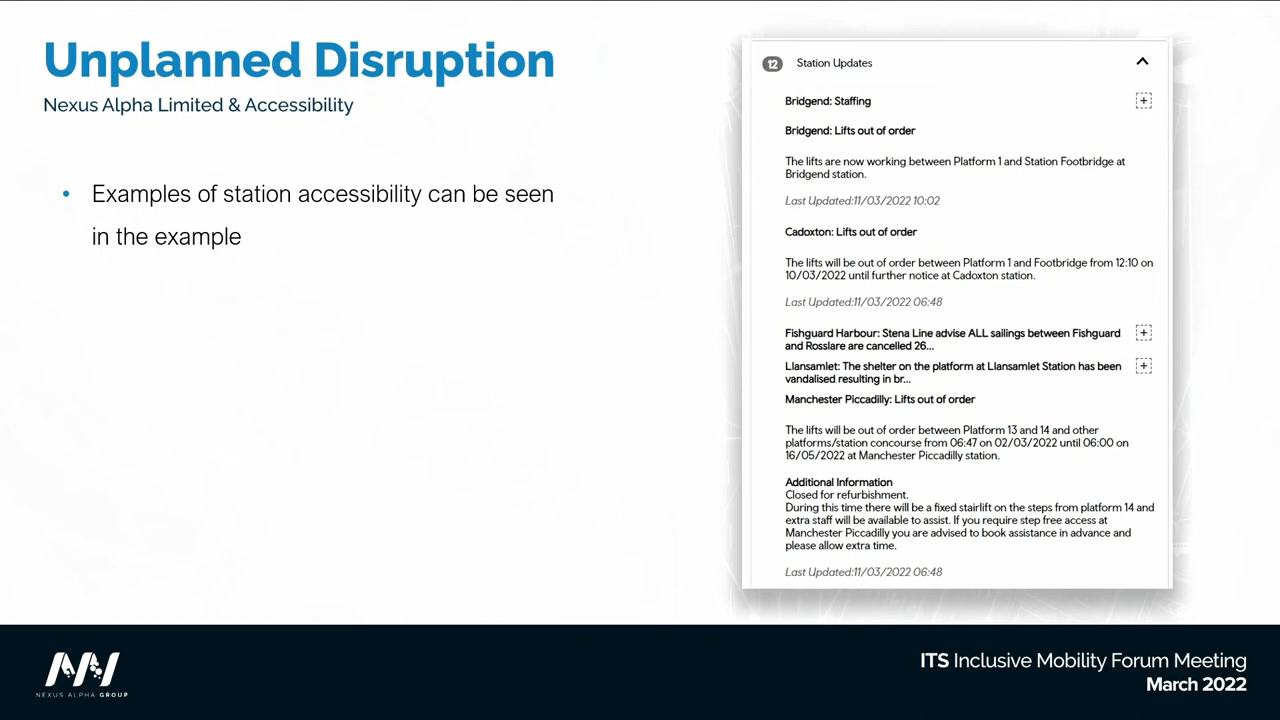 Unplanned Disruption
Nexus Alpha Limited & Accessibility
• Examples of station accessibility can be seen
in the example
12 Station Updates
Bridgend: Staffing
Bridgend: Lifts out of order
The lifts are now working between Platform 1 and Station Footbridge at
Bridgend station.
Last Updated:11/03/2022 10:02
Cadoxton: Lifts out of order
The lifts will be out of order between Platform 1 and Footbridge from 12:10 on
10/03/2022 until further notice at Cadoxton station.
Last Updated:11/03/2022 06:48
Fishguard Harbour: Stena Line advise ALL sailings between Fishguard
and Rosslare are cancelled 26...
Llansamlet: The shelter on the platform at Llansamlet Station has been
vandalised resulting in br...
Manchester Piccadilly: Lifts out of order
The lifts will be out of order between Platform 13 and 14 and other
platforms/station concourse from 06:47 on 02/03/2022 until 06:00 on
16/05/2022 at Manchester Piccadilly station.
Additional Information
Closed for refurbishment.
During this time there will be a fixed stairlift on the steps from platform 14 and
extra staff will be available to assist. If you require step free access at
Manchester Piccadilly you are advised to book assistance in advance and
please allow extra time.
Last Updated:11/03/2022 06:48
NEXUS ALPHA GROUP
ITS Inclusive Mobility Forum Meeting
March 2022